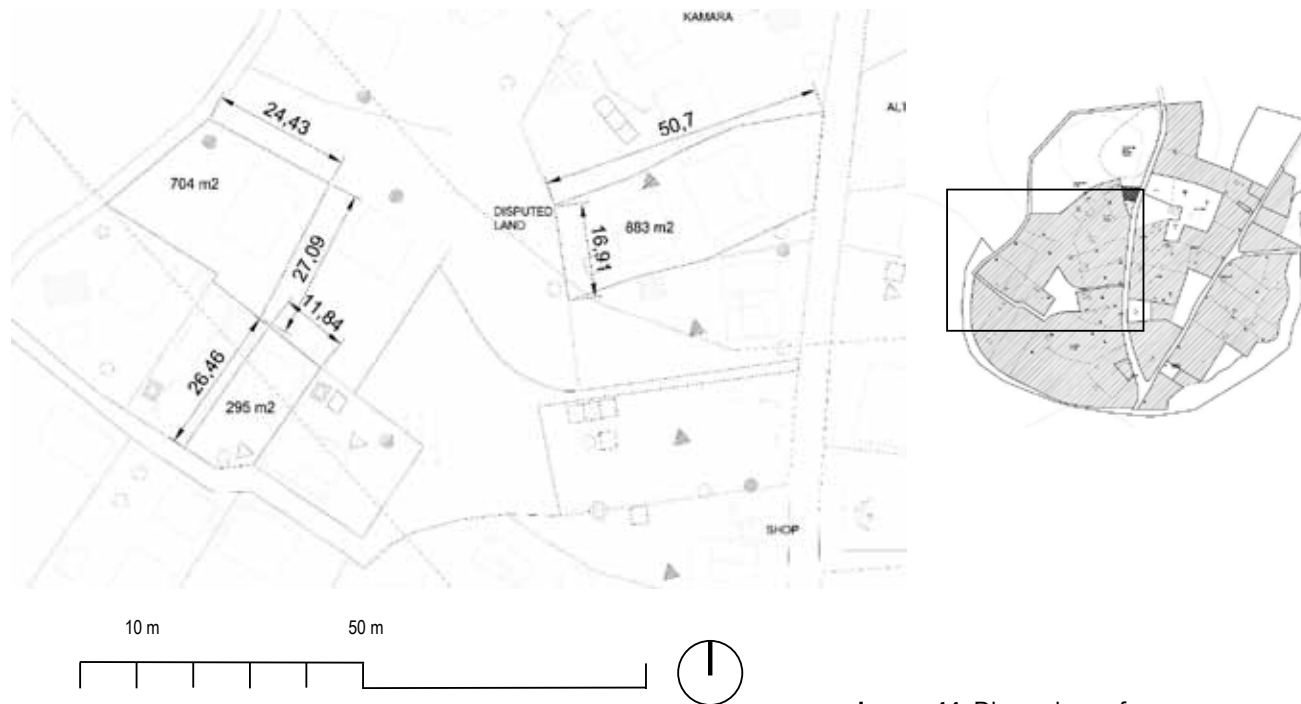 KAMARA
24,43
50,7
704 m2
DISPUTED
LAND
883 m2
16,91
27,09
11,84
26,46
295 m2
SHOP
10 m
50 m